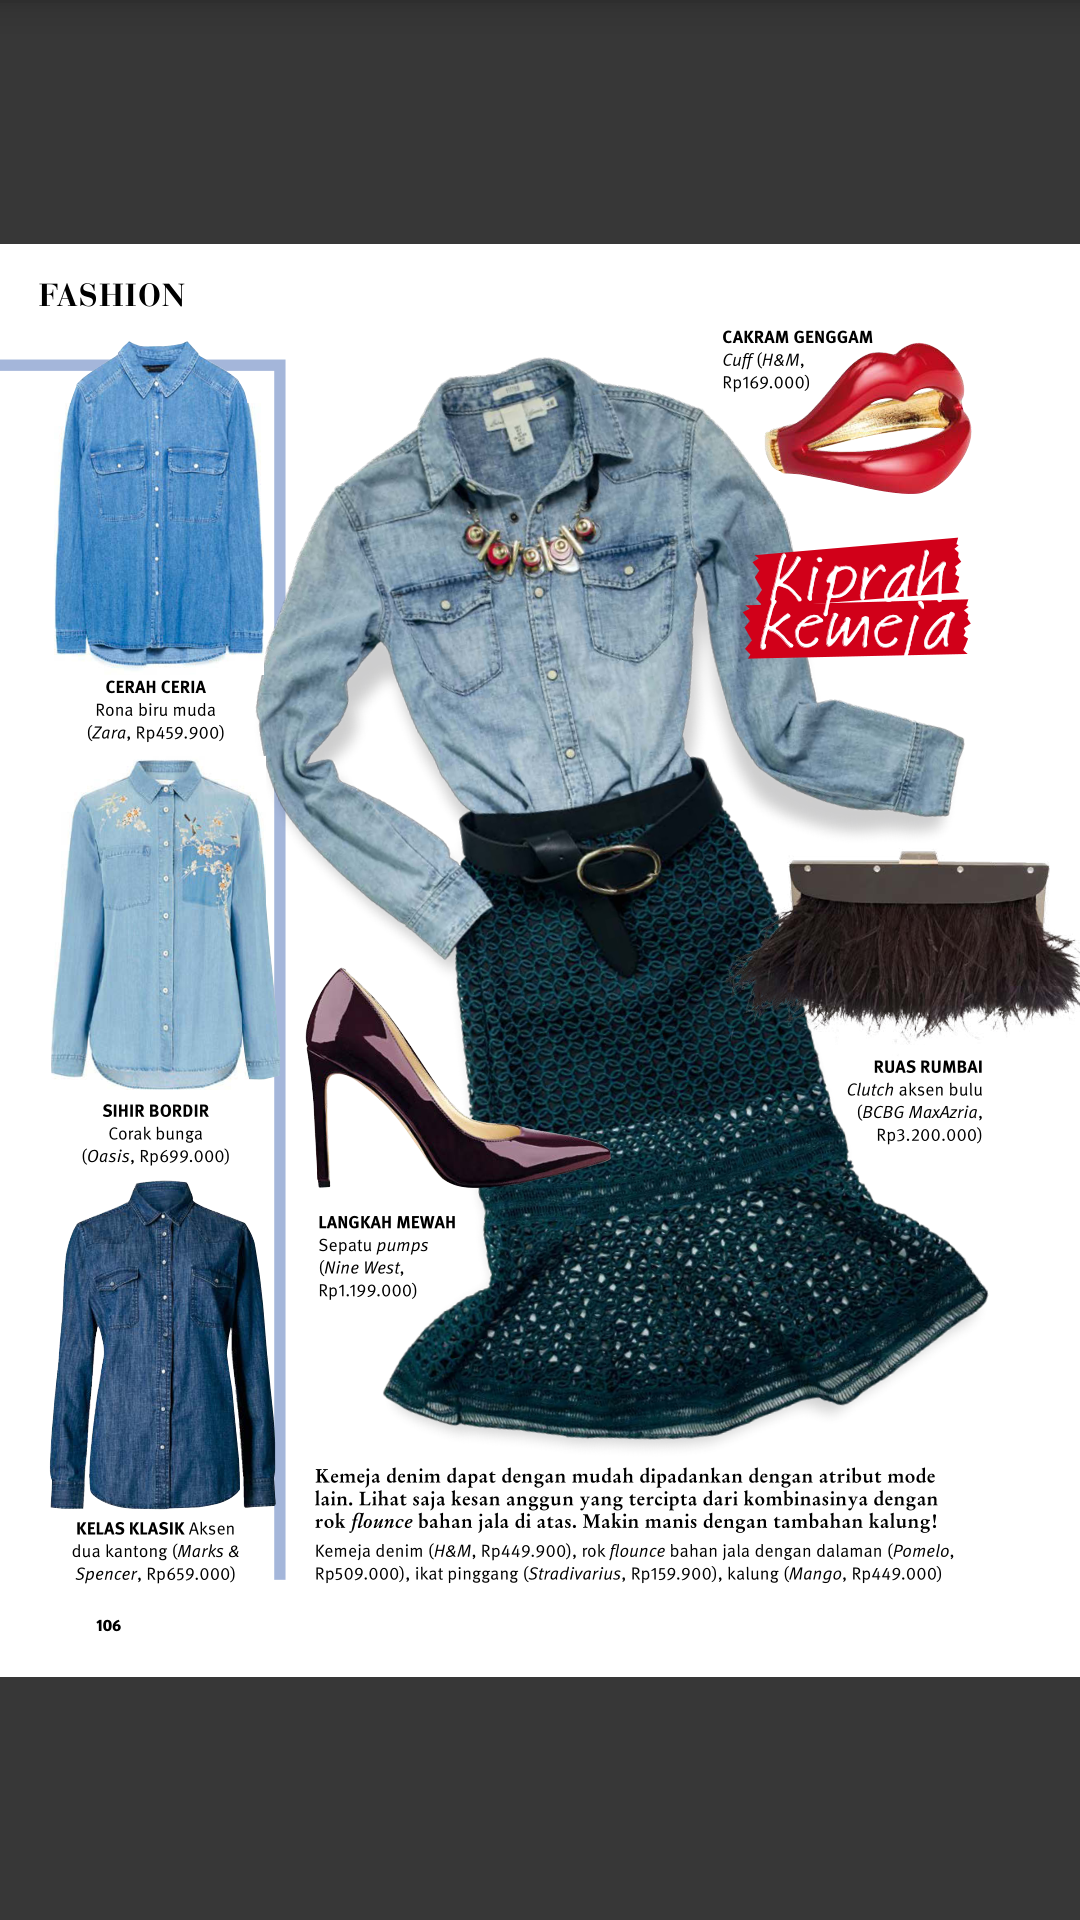 FASHION
CERAH CERIA
Rona biru muda
(Zara, Rp459.900)
SIHIR BORDIR
Corak bunga
(Oasis, Rp699.000)
KELAS KLASIK Aksen
dua kantong (Marks &
Spencer, Rp659.000)
CAKRAM GENGGAM
Cuff (H&M,
Rp169.000)
Kiprah
kemeja
RUAS RUMBAI
Clutch aksen bulu
(BCBG MaxAzria,
Rp3.200.000)
LANGKAH MEWAH
Sepatu pumps
(Nine West,
Rp1.199.000)
Kemeja denim dapat dengan mudah dipadankan dengan atribut mode
lain. Lihat saja kesan anggun yang tercipta dari kombinasinya dengan
rok flounce bahan jala di atas. Makin manis dengan tambahan kalung!
Kemeja denim (H&M, Rp449.900), rok flounce bahan jala dengan dalaman (Pomelo,
Rp509.000), ikat pinggang (Stradivarius, Rp159.900), kalung (Mango, Rp449.000)
106